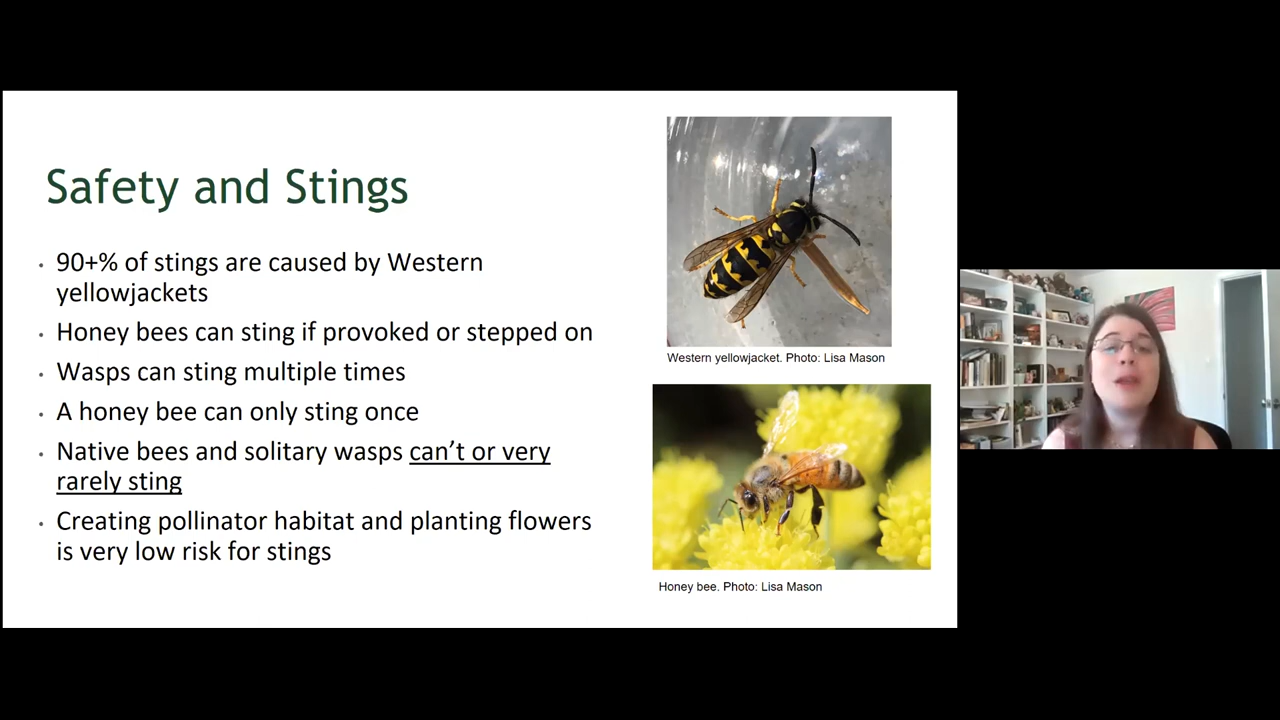 Safety and Stings
• 90+% of stings are caused by Western
yellowjackets
• Honey bees can sting if provoked or stepped on
• Wasps can sting multiple times
• A honey bee can only sting once
• Native bees and solitary wasps can’t or very
rarely sting
• Creating pollinator habitat and planting flowers
is very low risk for stings
Western yellowjacket. Photo: Lisa Mason
Honey bee. Photo: Lisa Mason